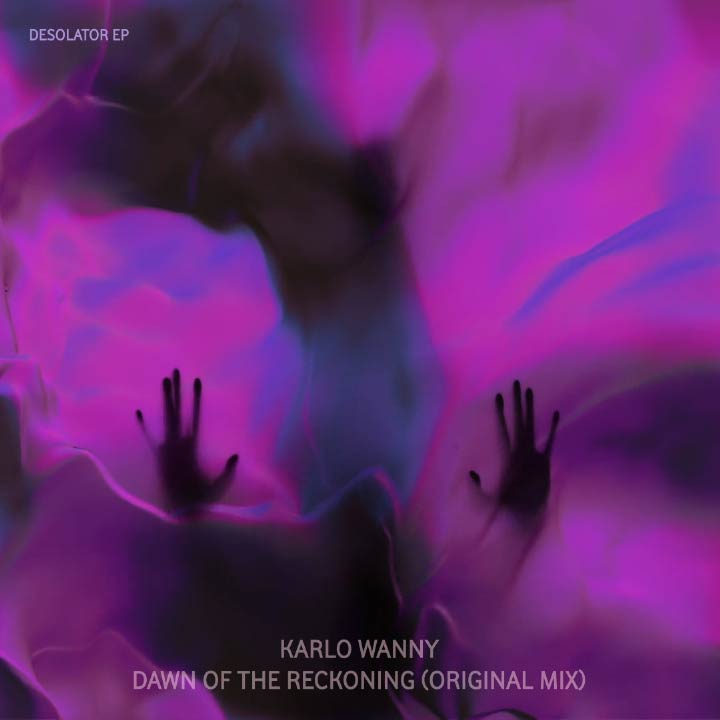 DESOLATOR EP
KARLO WANNY
DAWN OF THE RECKONING (ORIGINAL MIX)